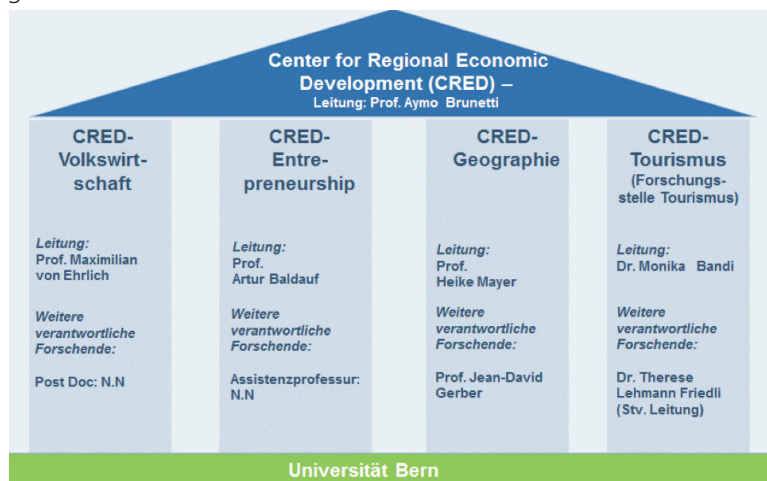 Center for Regional Economic
Development (CRED) –
Leitung: Prof. Aymo Brunetti
CRED-
Volkswirt-
schaft
Leitung:
Prof. Maximilian
von Ehrlich
Weitere
verantwortliche
Forschende:
Post Doc: N.N
CRED-
Entre-
preneurship
Leitung:
Prof.
Artur Baldauf
Weitere
verantwortliche
Forschende:
Assistenzprofessur:
N.N
CRED-
Geographie
Leitung:
Prof.
Heike Mayer
Weitere
verantwortliche
Forschende:
Prof. Jean-David
Gerber
CRED-
Tourismus
(Forschungs-
stelle Tourismus)
Leitung:
Dr. Monika Bandi
Weitere
verantwortliche
Forschende:
Dr. Therese
Lehmann Friedli
(Stv. Leitung)
Universität Bern